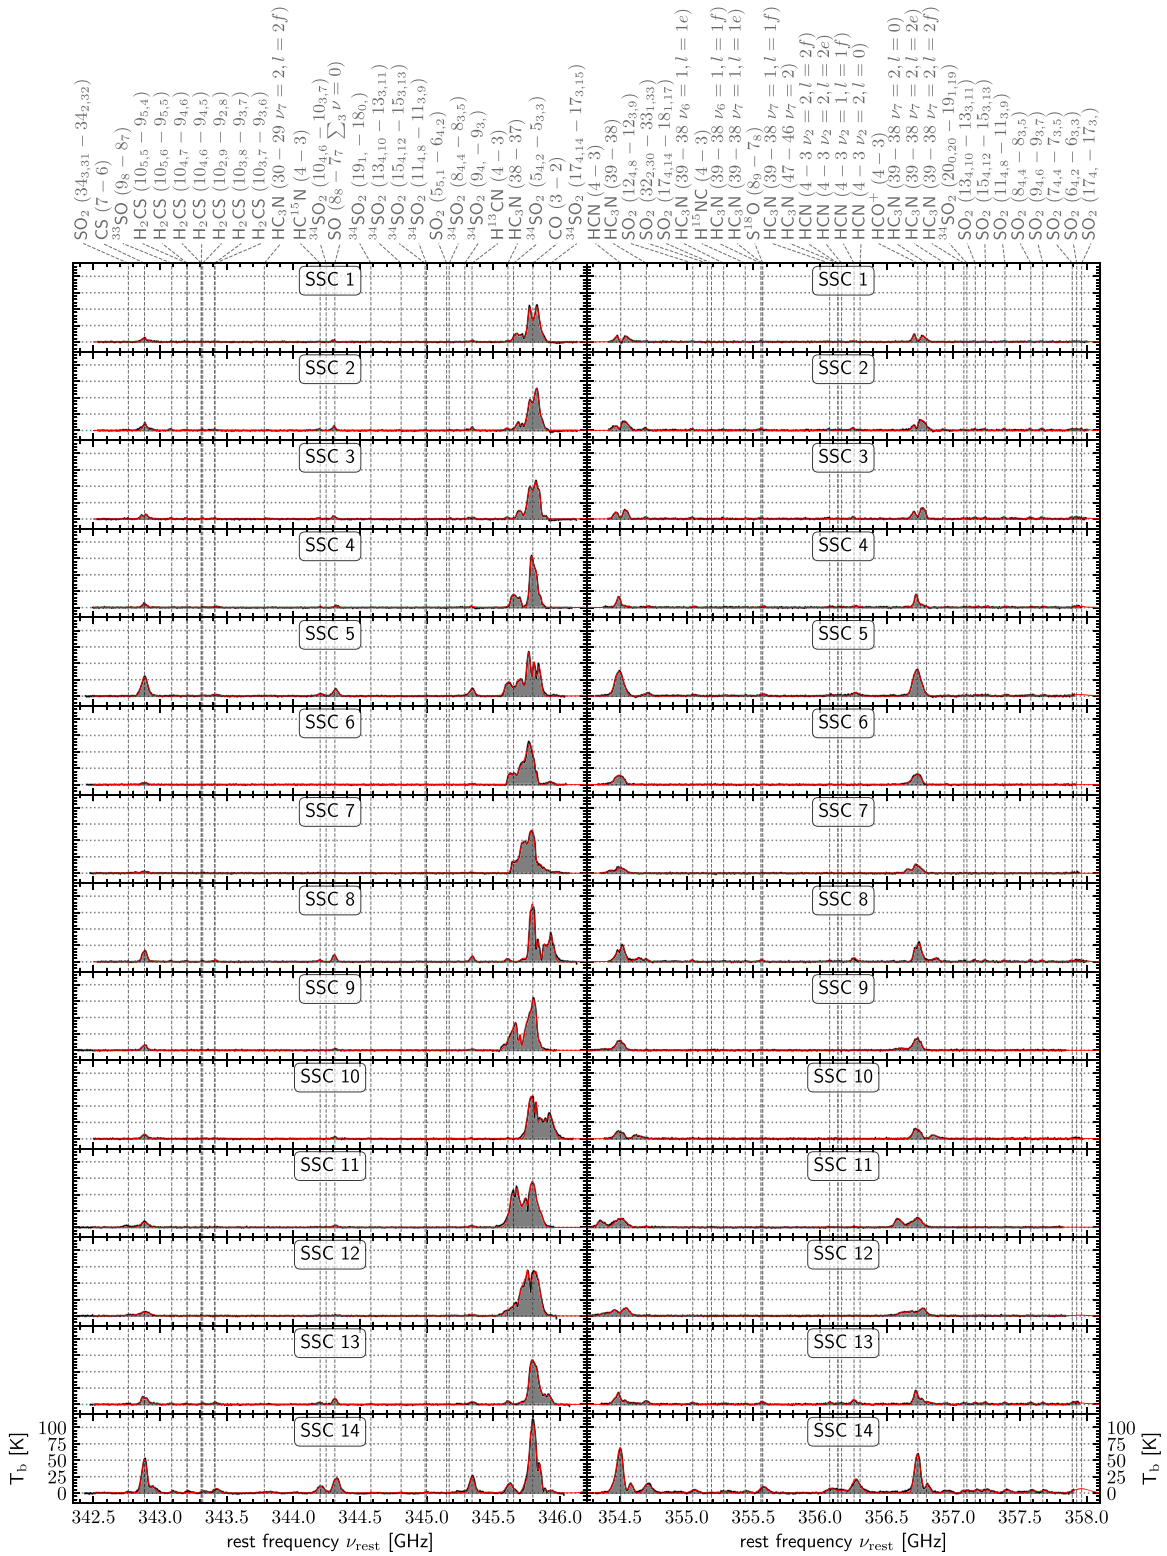 SO₂ (34₃,₃₁ − 34₂,₃₂)
CS (7 − 6)
³³SO (9₈ − 8₇)
H₂CS (10₅,₅ − 9₅,₄)
H₂CS (10₅,₆ − 9₅,₅)
H₂CS (10₄,₇ − 9₄,₆)
H₂CS (10₄,₆ − 9₄,₅)
H₂CS (10₂,₉ − 9₂,₈)
H₂CS (10₃,₈ − 9₃,₇)
H₂CS (10₃,₇ − 9₃,₆)
HC₃N (30 − 29 ν₇ = 2, l = 2f)
HC¹⁵N (4 − 3)
³⁴SO₂ (10₄,₆ − 10₃,₇)
SO (8₈ − 7₇ ∑₃ ν = 0)
³⁴SO₂ (19₁, − 18₀,)
³⁴SO₂ (13₄,₁₀ − 13₃,₁₁)
³⁴SO₂ (15₄,₁₂ − 15₃,₁₃)
³⁴SO₂ (11₄,₈ − 11₃,₉)
SO₂ (5₅,₁ − 6₄,₂)
³⁴SO₂ (8₄,₄ − 8₃,₅)
³⁴SO₂ (9₄, − 9₃,)
H¹³CN (4 − 3)
HC₃N (38 − 37)
³⁴SO₂ (5₄,₂ − 5₃,₃)
CO (3 − 2)
³⁴SO₂ (17₄,₁₄ − 17₃,₁₅)
HCN (4 − 3)
HC₃N (39 − 38)
SO₂ (12₄,₈ − 12₃,₉)
SO₂ (32₂,₃₀ − 33₁,₃₃)
SO₂ (17₄,₁₄ − 18₁,₁₇)
HC₃N (39 − 38 ν₆ = 1, l = 1e)
H¹⁵NC (4 − 3)
HC₃N (39 − 38 ν₆ = 1, l = 1f)
HC₃N (39 − 38 ν₇ = 1, l = 1e)
S¹⁸O (8₉ − 7₈)
HC₃N (39 − 38 ν₇ = 1, l = 1f)
HC₃N (47 − 46 ν₇ = 2)
HCN (4 − 3 ν₂ = 2, l = 2f)
HCN (4 − 3 ν₂ = 2, l = 2e)
HCN (4 − 3 ν₂ = 1, l = 1f)
HCN (4 − 3 ν₂ = 2, l = 0)
HCO⁺ (4 − 3)
HC₃N (39 − 38 ν₇ = 2, l = 0)
HC₃N (39 − 38 ν₇ = 2, l = 2e)
HC₃N (39 − 38 ν₇ = 2, l = 2f)
³⁴SO₂ (20₀,₂₀ − 19₁,₁₉)
SO₂ (13₄,₁₀ − 13₃,₁₁)
SO₂ (15₄,₁₂ − 15₃,₁₃)
SO₂ (11₄,₈ − 11₃,₉)
SO₂ (8₄,₄ − 8₃,₅)
SO₂ (9₄,₆ − 9₃,₇)
SO₂ (7₄,₄ − 7₃,₅)
SO₂ (6₄,₂ − 6₃,₃)
SO₂ (17₄, − 17₃,)
SSC 1 SSC 1
SSC 2 SSC 2
SSC 3 SSC 3
SSC 4 SSC 4
SSC 5 SSC 5
SSC 6 SSC 6
SSC 7 SSC 7
SSC 8 SSC 8
SSC 9 SSC 9
SSC 10 SSC 10
SSC 11 SSC 11
SSC 12 SSC 12
SSC 13 SSC 13
SSC 14 SSC 14
T_b [K]
100
75
50
25
0
100
75
50
25
0
T_b [K]
342.5 343.0 343.5 344.0 344.5 345.0 345.5 346.0 354.5 355.0 355.5 356.0 356.5 357.0 357.5 358.0
rest frequency ν_rest [GHz] rest frequency ν_rest [GHz]